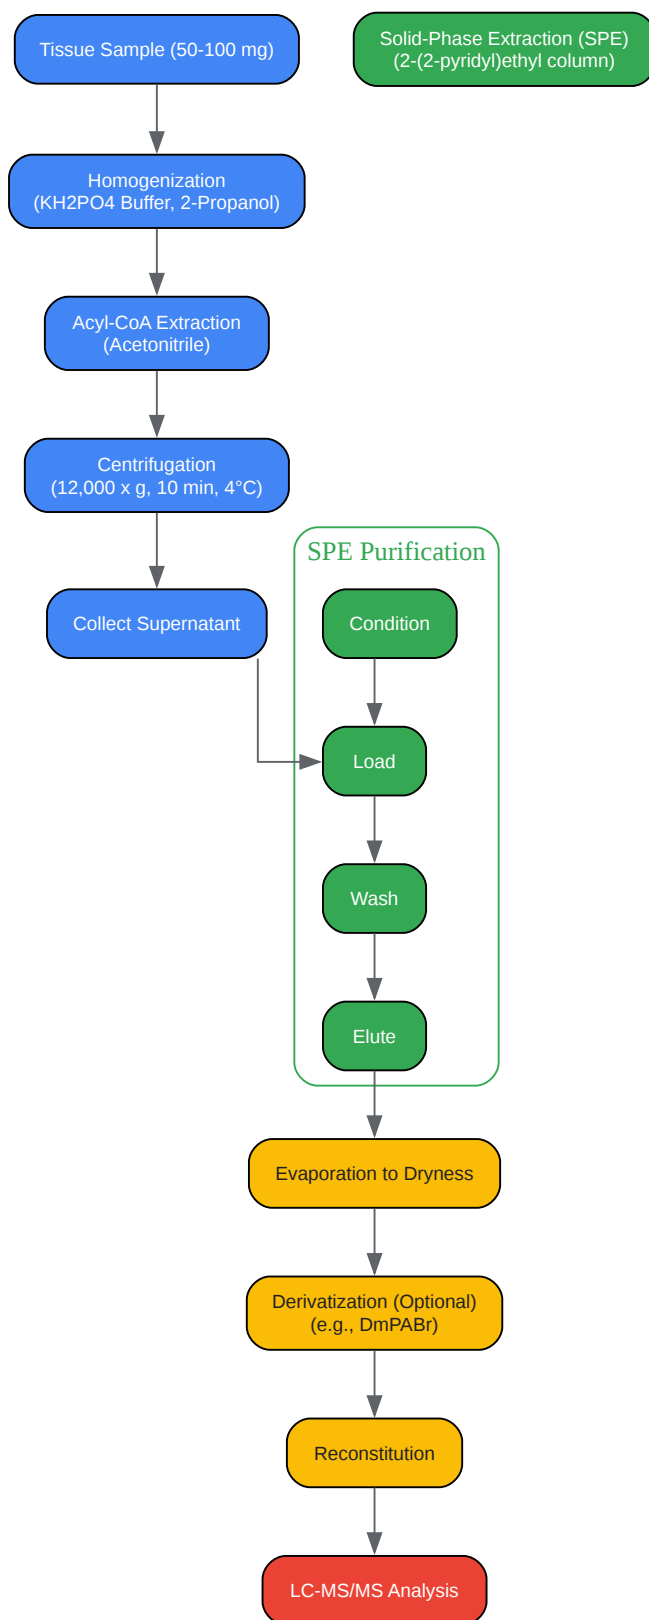 Tissue Sample (50-100 mg)
Solid-Phase Extraction (SPE)
(2-(2-pyridyl)ethyl column)
Homogenization
(KH2PO4 Buffer, 2-Propanol)
Acyl-CoA Extraction
(Acetonitrile)
Centrifugation
(12,000 x g, 10 min, 4°C)
Collect Supernatant
SPE Purification
Condition
Load
Wash
Elute
Evaporation to Dryness
Derivatization (Optional)
(e.g., DmPABr)
Reconstitution
LC-MS/MS Analysis